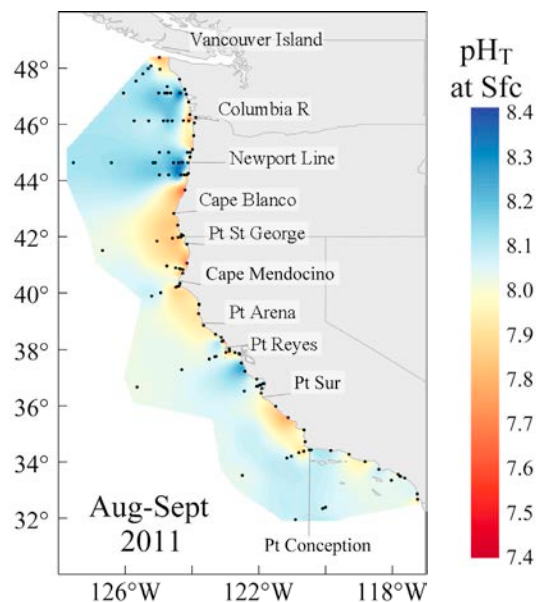 Vancouver Island
48°
Columbia R
46°
Newport Line
44°
Cape Blanco
Pt St George
42°
Cape Mendocino
40°
Pt Arena
Pt Reyes
38°
Pt Sur
36°
34°
Aug-Sept
2011
32°
Pt Conception
126°W
122°W
118°W
pH_T
at Sfc
8.4
8.3
8.2
8.1
8.0
7.9
7.8
7.7
7.6
7.5
7.4